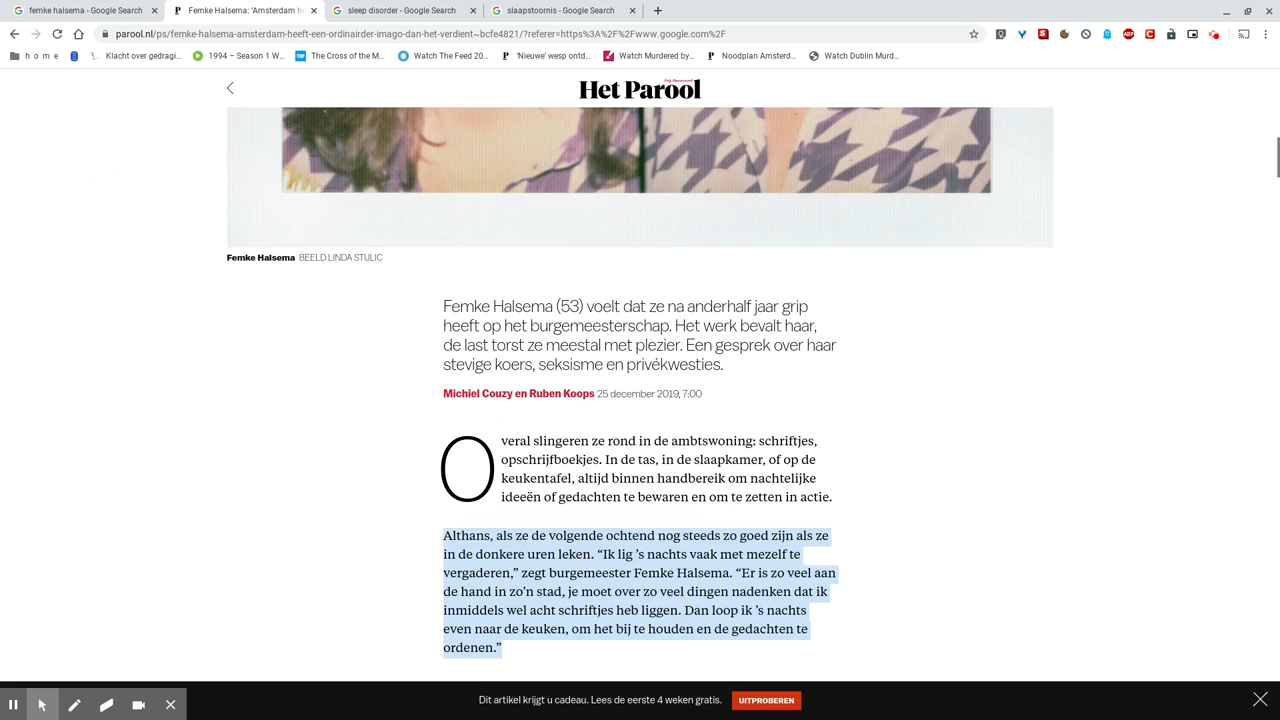 femke halsema - Google Search
Femke Halsema: ‘Amsterdam he
sleep disorder - Google Search
slaapstoornis - Google Search
parool.nl/ps/femke-halsema-amsterdam-heeft-een-ordinairder-imago-dan-het-verdient~bcfe4821/?referer=https%3A%2F%2Fwww.google.com%2F
h o m e
Klacht over gedragi...
1994 – Season 1 W...
The Cross of the M...
Watch The Feed 20...
‘Nieuwe’ wesp ontd...
Watch Murdered by...
Noodplan Amsterd...
Watch Dublin Murd...
Het Parool
Femke Halsema BEELD LINDA STULIC
Femke Halsema (53) voelt dat ze na anderhalf jaar grip
heeft op het burgemeesterschap. Het werk bevalt haar,
de last torst ze meestal met plezier. Een gesprek over haar
stevige koers, seksisme en privékwesties.
Michiel Couzy en Ruben Koops 25 december 2019, 7:00
Overal slingeren ze rond in de ambtswoning: schriftjes,
opschrijfboekjes. In de tas, in de slaapkamer, of op de
keukentafel, altijd binnen handbereik om nachtelijke
ideeën of gedachten te bewaren en om te zetten in actie.
Althans, als ze de volgende ochtend nog steeds zo goed zijn als ze
in de donkere uren leken. “Ik lig ’s nachts vaak met mezelf te
vergaderen,” zegt burgemeester Femke Halsema. “Er is zo veel aan
de hand in zo’n stad, je moet over zo veel dingen nadenken dat ik
inmiddels wel acht schriftjes heb liggen. Dan loop ik ’s nachts
even naar de keuken, om het bij te houden en de gedachten te
ordenen.”
Dit artikel krijgt u cadeau. Lees de eerste 4 weken gratis.
UITPROBEREN